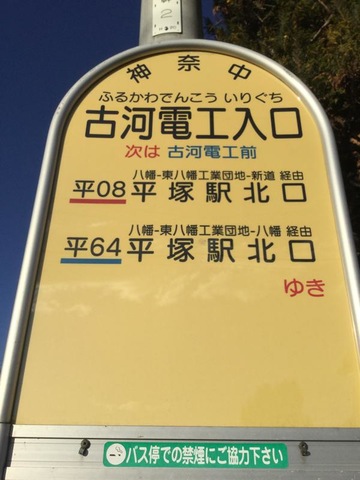 神奈中
ふるかわでんこう いりぐち
古河電工入口
次は 古河電工前
八幡-東八幡工業団地-新道 経由
平08 平塚駅北口
八幡-東八幡工業団地-八幡 経由
平64 平塚駅北口
ゆき
バス停での禁煙にご協力下さい